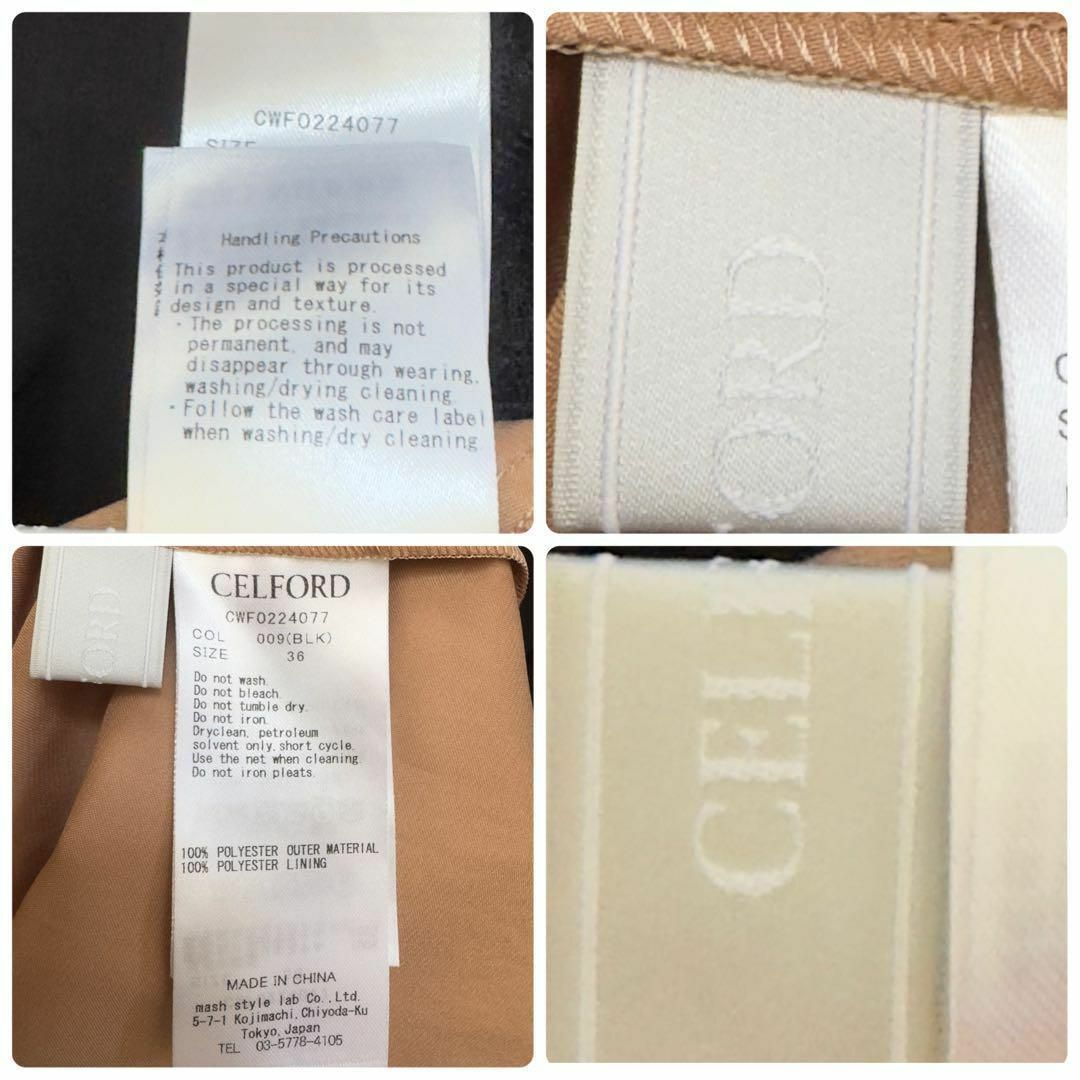 CWFO224077
SIZE
Handling Precautions
This product is processed
in a special way for its
design and texture.
・The processing is not
permanent, and may
disappear through wearing,
washing/drying cleaning.
・Follow the wash care label
when washing/dry cleaning.
ORD
CELFORD
CWFO224077
COL 009(BLK)
SIZE 36
Do not wash.
Do not bleach.
Do not tumble dry.
Do not iron.
Dryclean, petroleum
solvent only, short cycle.
Use the net when cleaning.
Do not iron pleats.
100% POLYESTER OUTER MATERIAL
100% POLYESTER LINING
MADE IN CHINA
mash style lab Co.,Ltd.
5-7-1 Kojimachi,Chiyoda-Ku
Tokyo,Japan
TEL 03-5778-4105
ORD
CEL